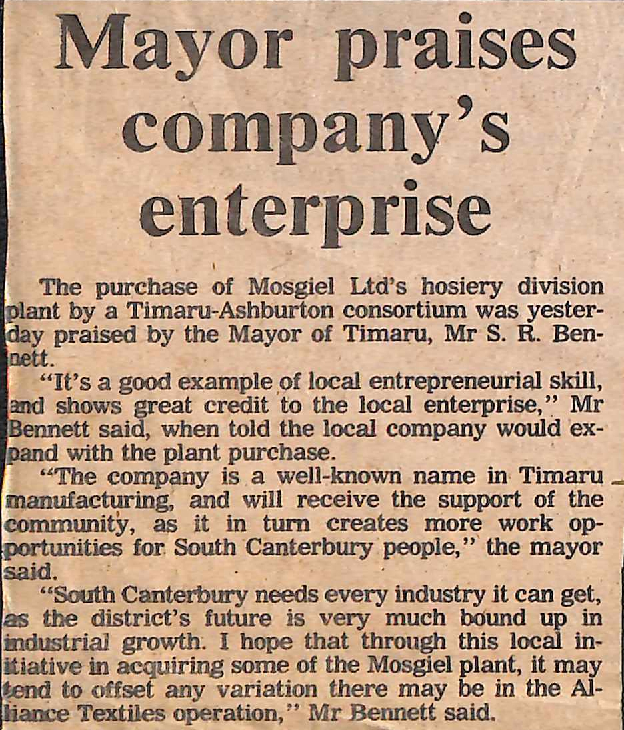 Mayor praises
company's
enterprise
The purchase of Mosgiel Ltd's hosiery division
plant by a Timaru-Ashburton consortium was yester-
day praised by the Mayor of Timaru, Mr S. R. Ben-
nett.
"It's a good example of local entrepreneurial skill,
and shows great credit to the local enterprise," Mr
Bennett said, when told the local company would ex-
pand with the plant purchase.
"The company is a well-known name in Timaru
manufacturing, and will receive the support of the
community, as it in turn creates more work op-
portunities for South Canterbury people," the mayor
said.
"South Canterbury needs every industry it can get,
as the district's future is very much bound up in
industrial growth. I hope that through this local in-
itiative in acquiring some of the Mosgiel plant, it may
tend to offset any variation there may be in the Al-
liance Textiles operation," Mr Bennett said.